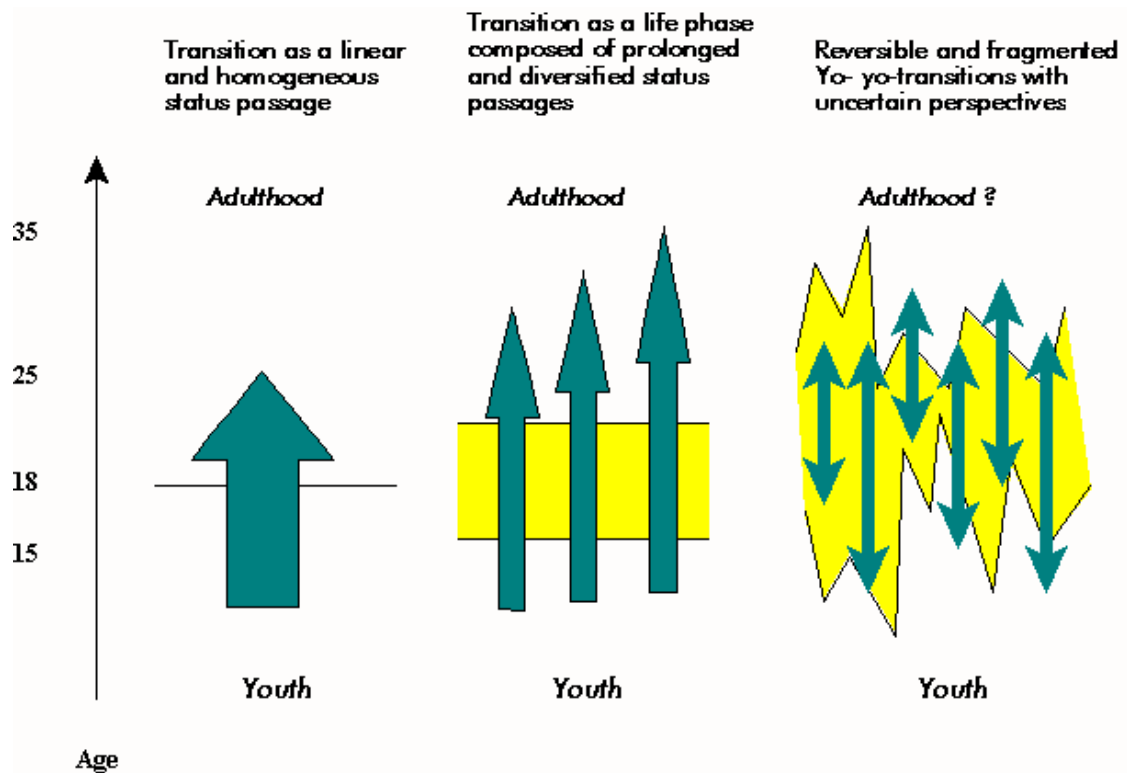 Transition as a linear
and homogeneous
status passage
Transition as a life phase
composed of prolonged
and diversified status
passages
Reversible and fragmented
Yo- yo-transitions with
uncertain perspectives
Adulthood
Adulthood
Adulthood ?
35
25
18
15
Youth
Youth
Youth
Age